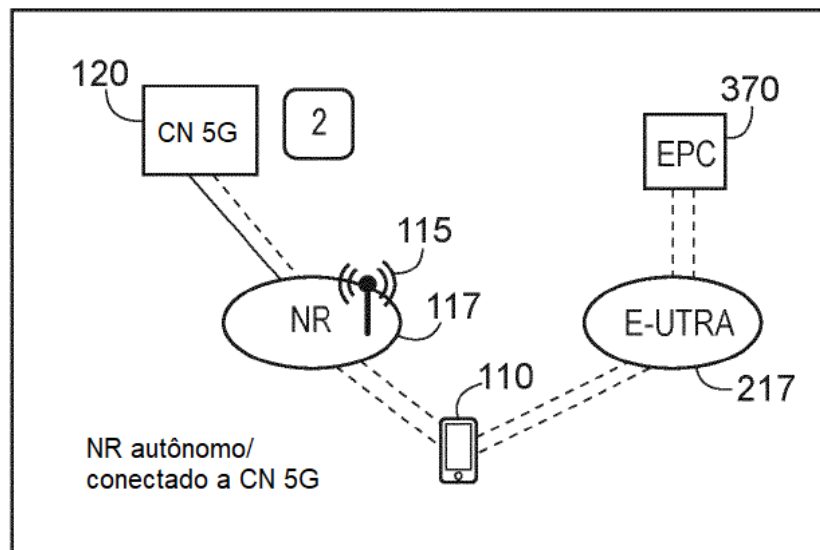 120
CN 5G
2
370
EPC
115
NR
117
E-UTRA
217
110
NR autônomo/
conectado a CN 5G